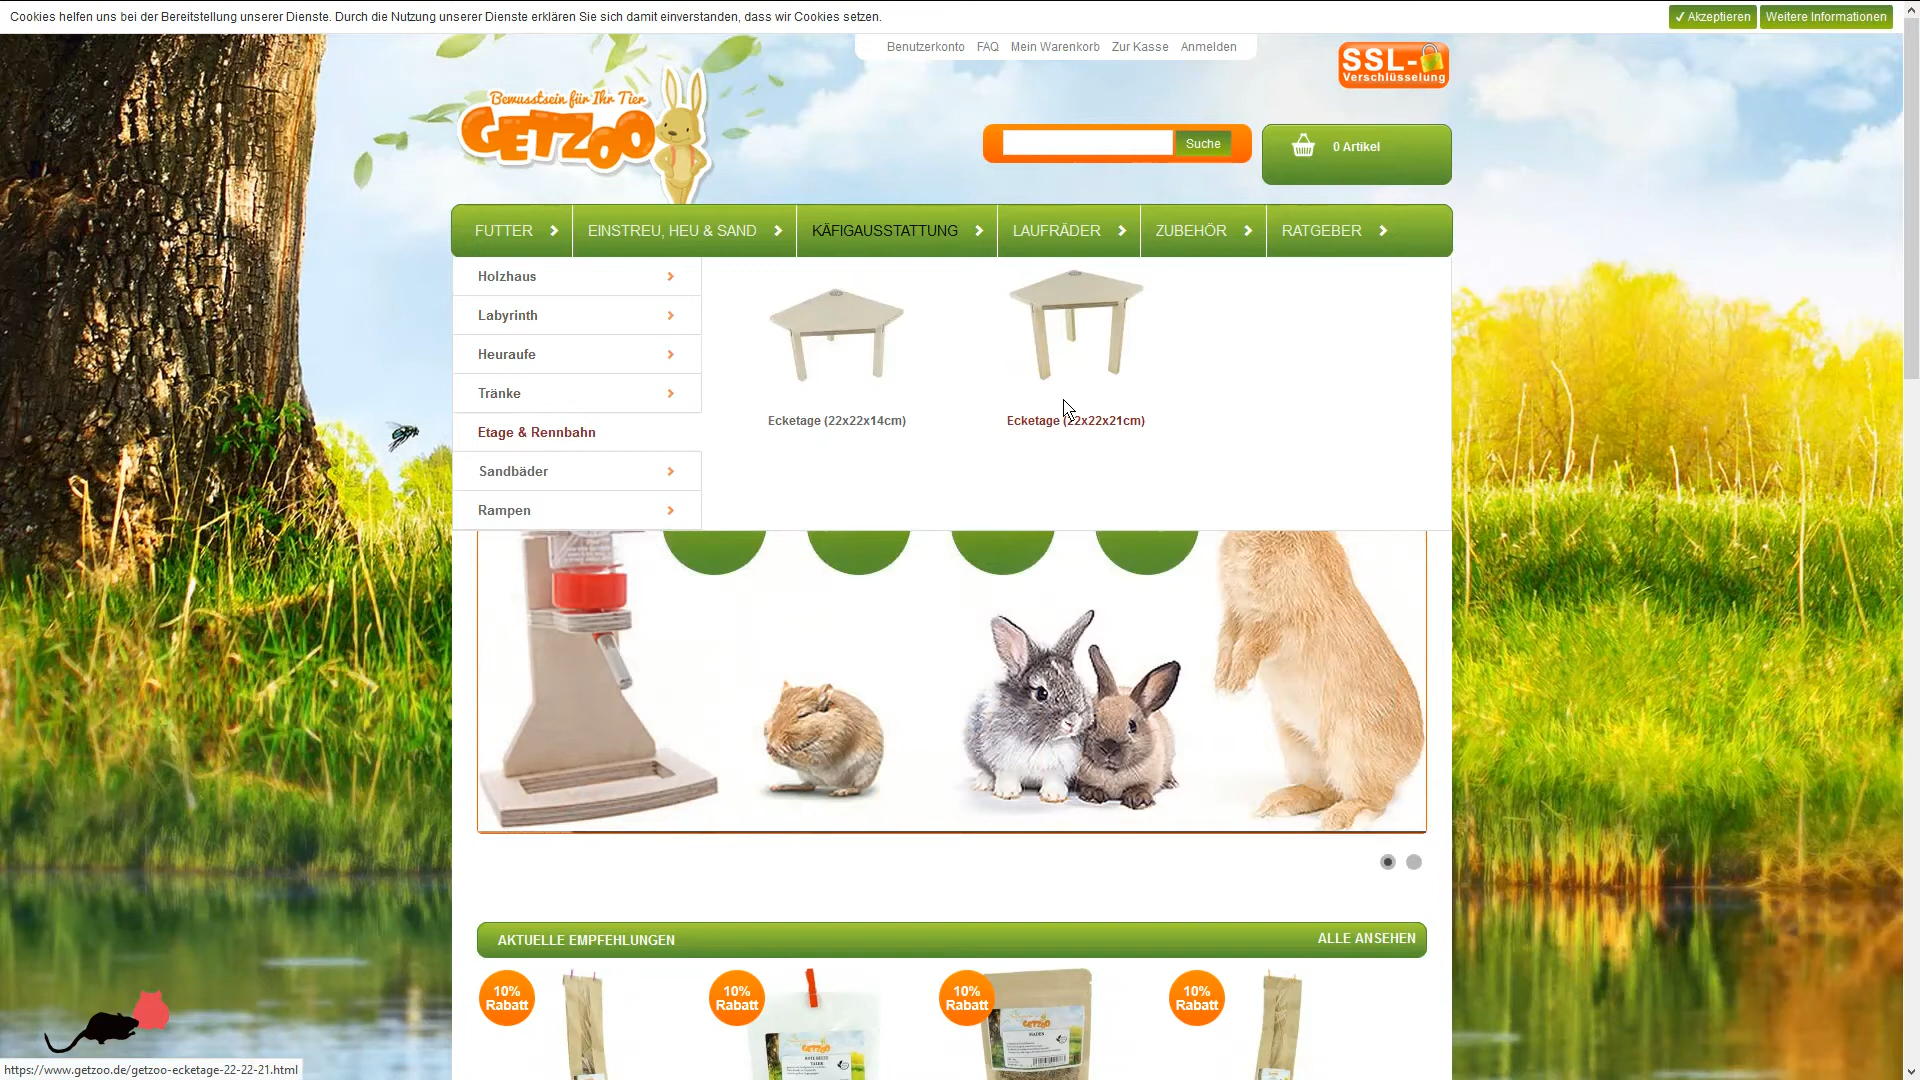 Cookies helfen uns bei der Bereitstellung unserer Dienste. Durch die Nutzung unserer Dienste erklären Sie sich damit einverstanden, dass wir Cookies setzen.
✓ Akzeptieren
Weitere Informationen
Benutzerkonto FAQ Mein Warenkorb Zur Kasse Anmelden
SSL-
Verschlüsselung
Bewusstsein für Ihr Tier
GETZOO
Suche
0 Artikel
FUTTER
EINSTREU, HEU & SAND
KÄFIGAUSSTATTUNG
LAUFRÄDER
ZUBEHÖR
RATGEBER
Holzhaus
Labyrinth
Heuraufe
Tränke
Etage & Rennbahn
Sandbäder
Rampen
Ecketage (22x22x14cm)
Ecketage (22x22x21cm)
AKTUELLE EMPFEHLUNGEN
ALLE ANSEHEN
10%
Rabatt
10%
Rabatt
10%
Rabatt
10%
Rabatt
GETZOO
GETZOO
MADEN
https://www.getzoo.de/getzoo-ecketage-22-22-21.html